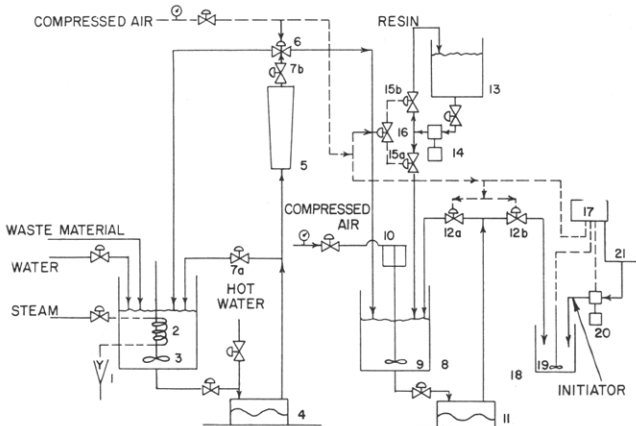 COMPRESSED AIR
RESIN
6
7b
15b
13
16
5
14
15a
COMPRESSED
AIR
17
WASTE MATERIAL
10
12a
12b
21
WATER
7a
HOT
WATER
STEAM
2
20
3
9
8
19
18
Y
1
INITIATOR
4
11